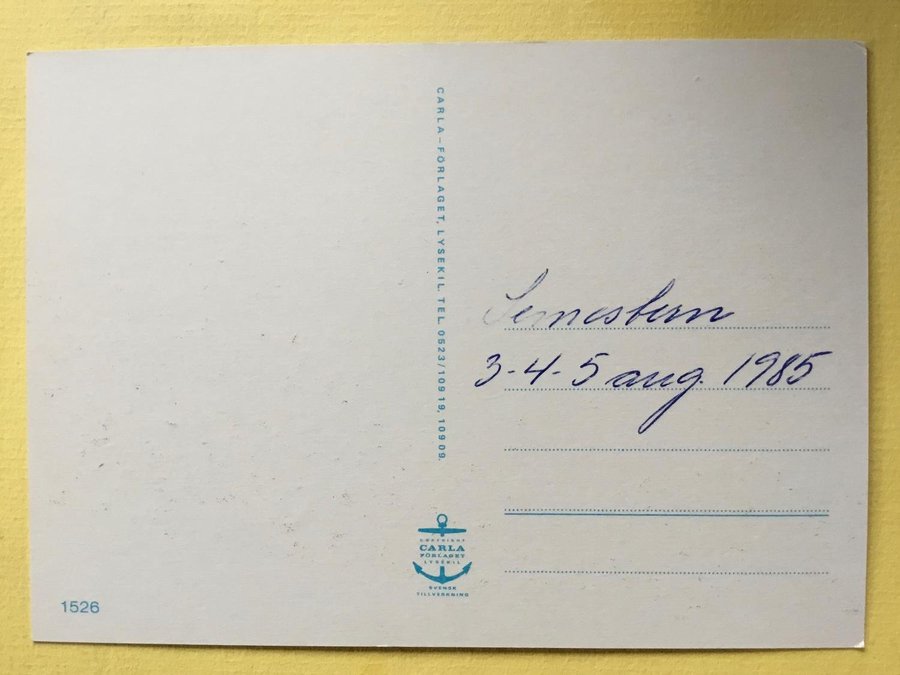 CARLA–FÖRLAGET, LYSEKIL. TEL. 0523/109 19, 109 09.
Semestern
3-4-5 aug. 1985
COPYRIGHT
CARLA
FÖRLAGET
LYSEKIL
SVENSK
TILLVERKNING
1526